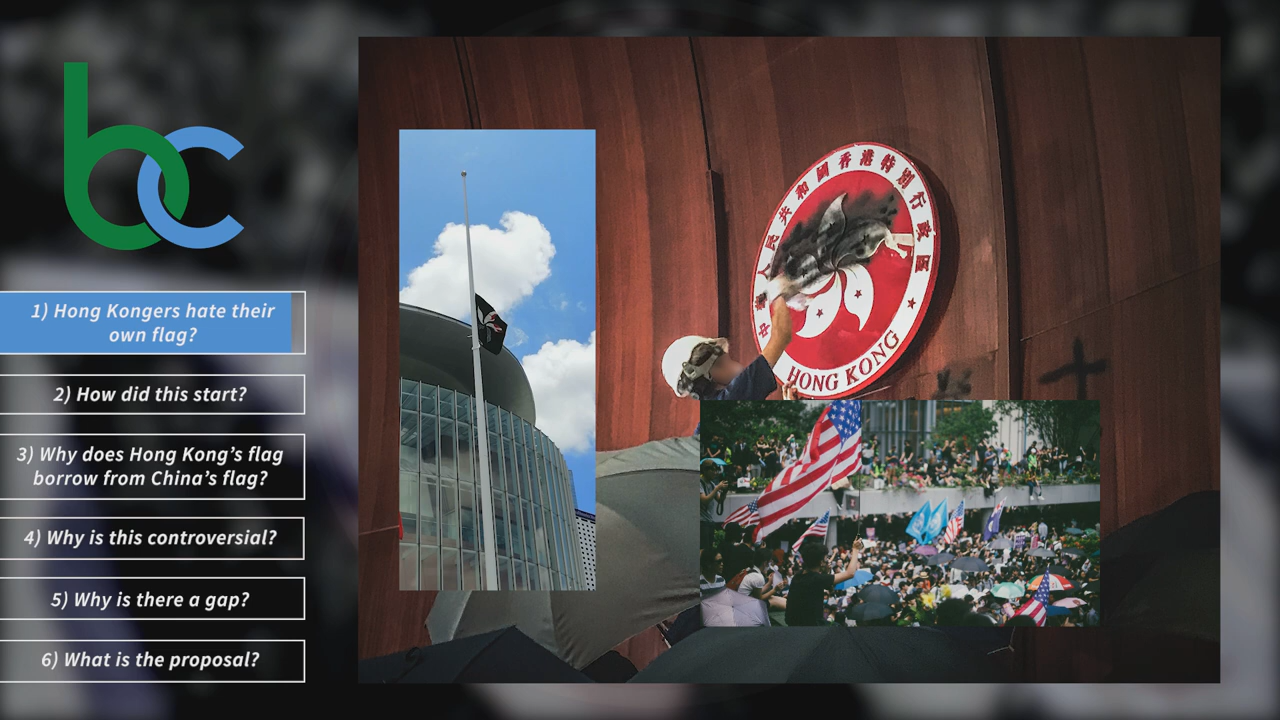 bc
1) Hong Kongers hate their
own flag?
2) How did this start?
3) Why does Hong Kong's flag
borrow from China's flag?
4) Why is this controversial?
5) Why is there a gap?
6) What is the proposal?
中華人民共和國香港特別行政區
HONG KONG